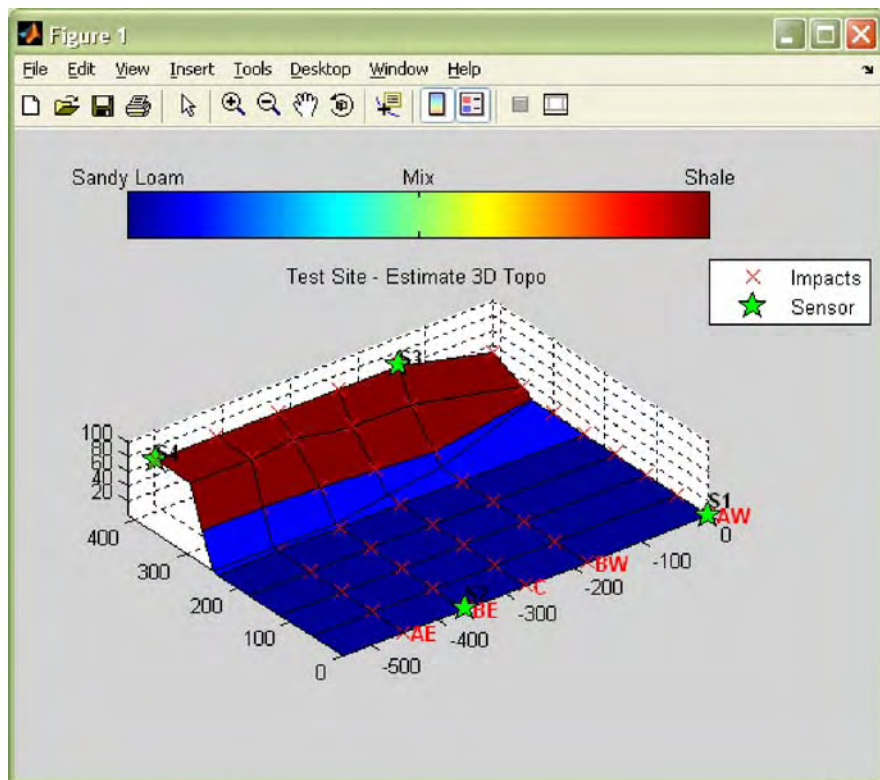 Figure 1
File Edit View Insert Tools Desktop Window Help
Sandy Loam Mix Shale
Test Site - Estimate 3D Topo
Impacts
Sensor
S3
S4
S1
AW
BW
C
S2
BE
AE
100
80
60
40
20
400
300
200
100
0
0
-100
-200
-300
-400
-500